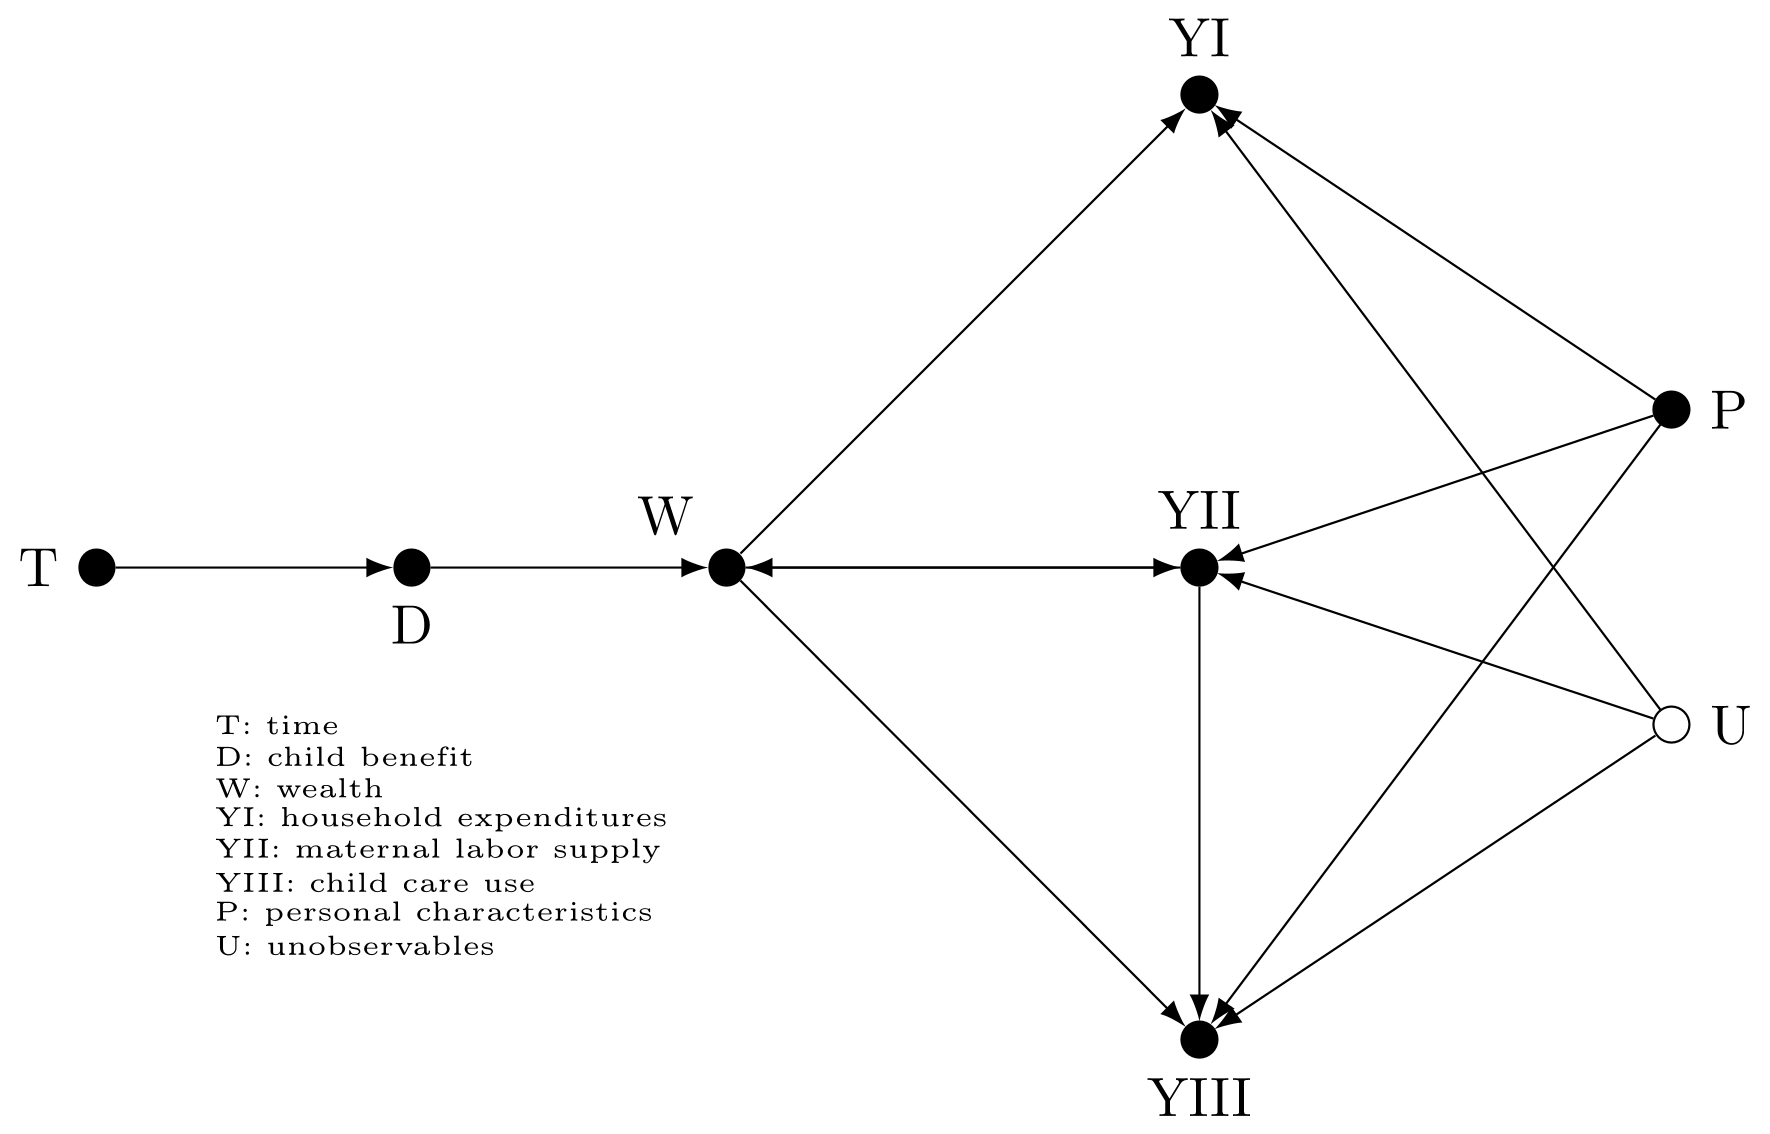 YI
P
YII
W
T
D
U
T: time
D: child benefit
W: wealth
YI: household expenditures
YII: maternal labor supply
YIII: child care use
P: personal characteristics
U: unobservables
YIII